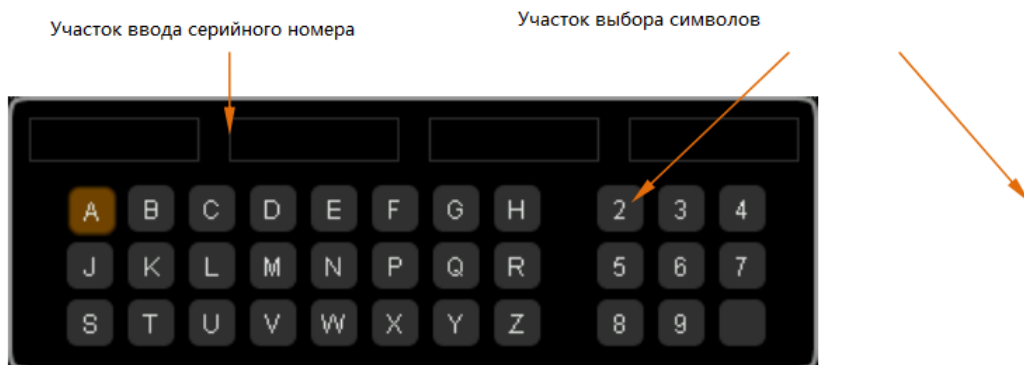 Участок ввода серийного номера
Участок выбора символов
A B C D E F G H 2 3 4
J K L M N P Q R 5 6 7
S T U V W X Y Z 8 9